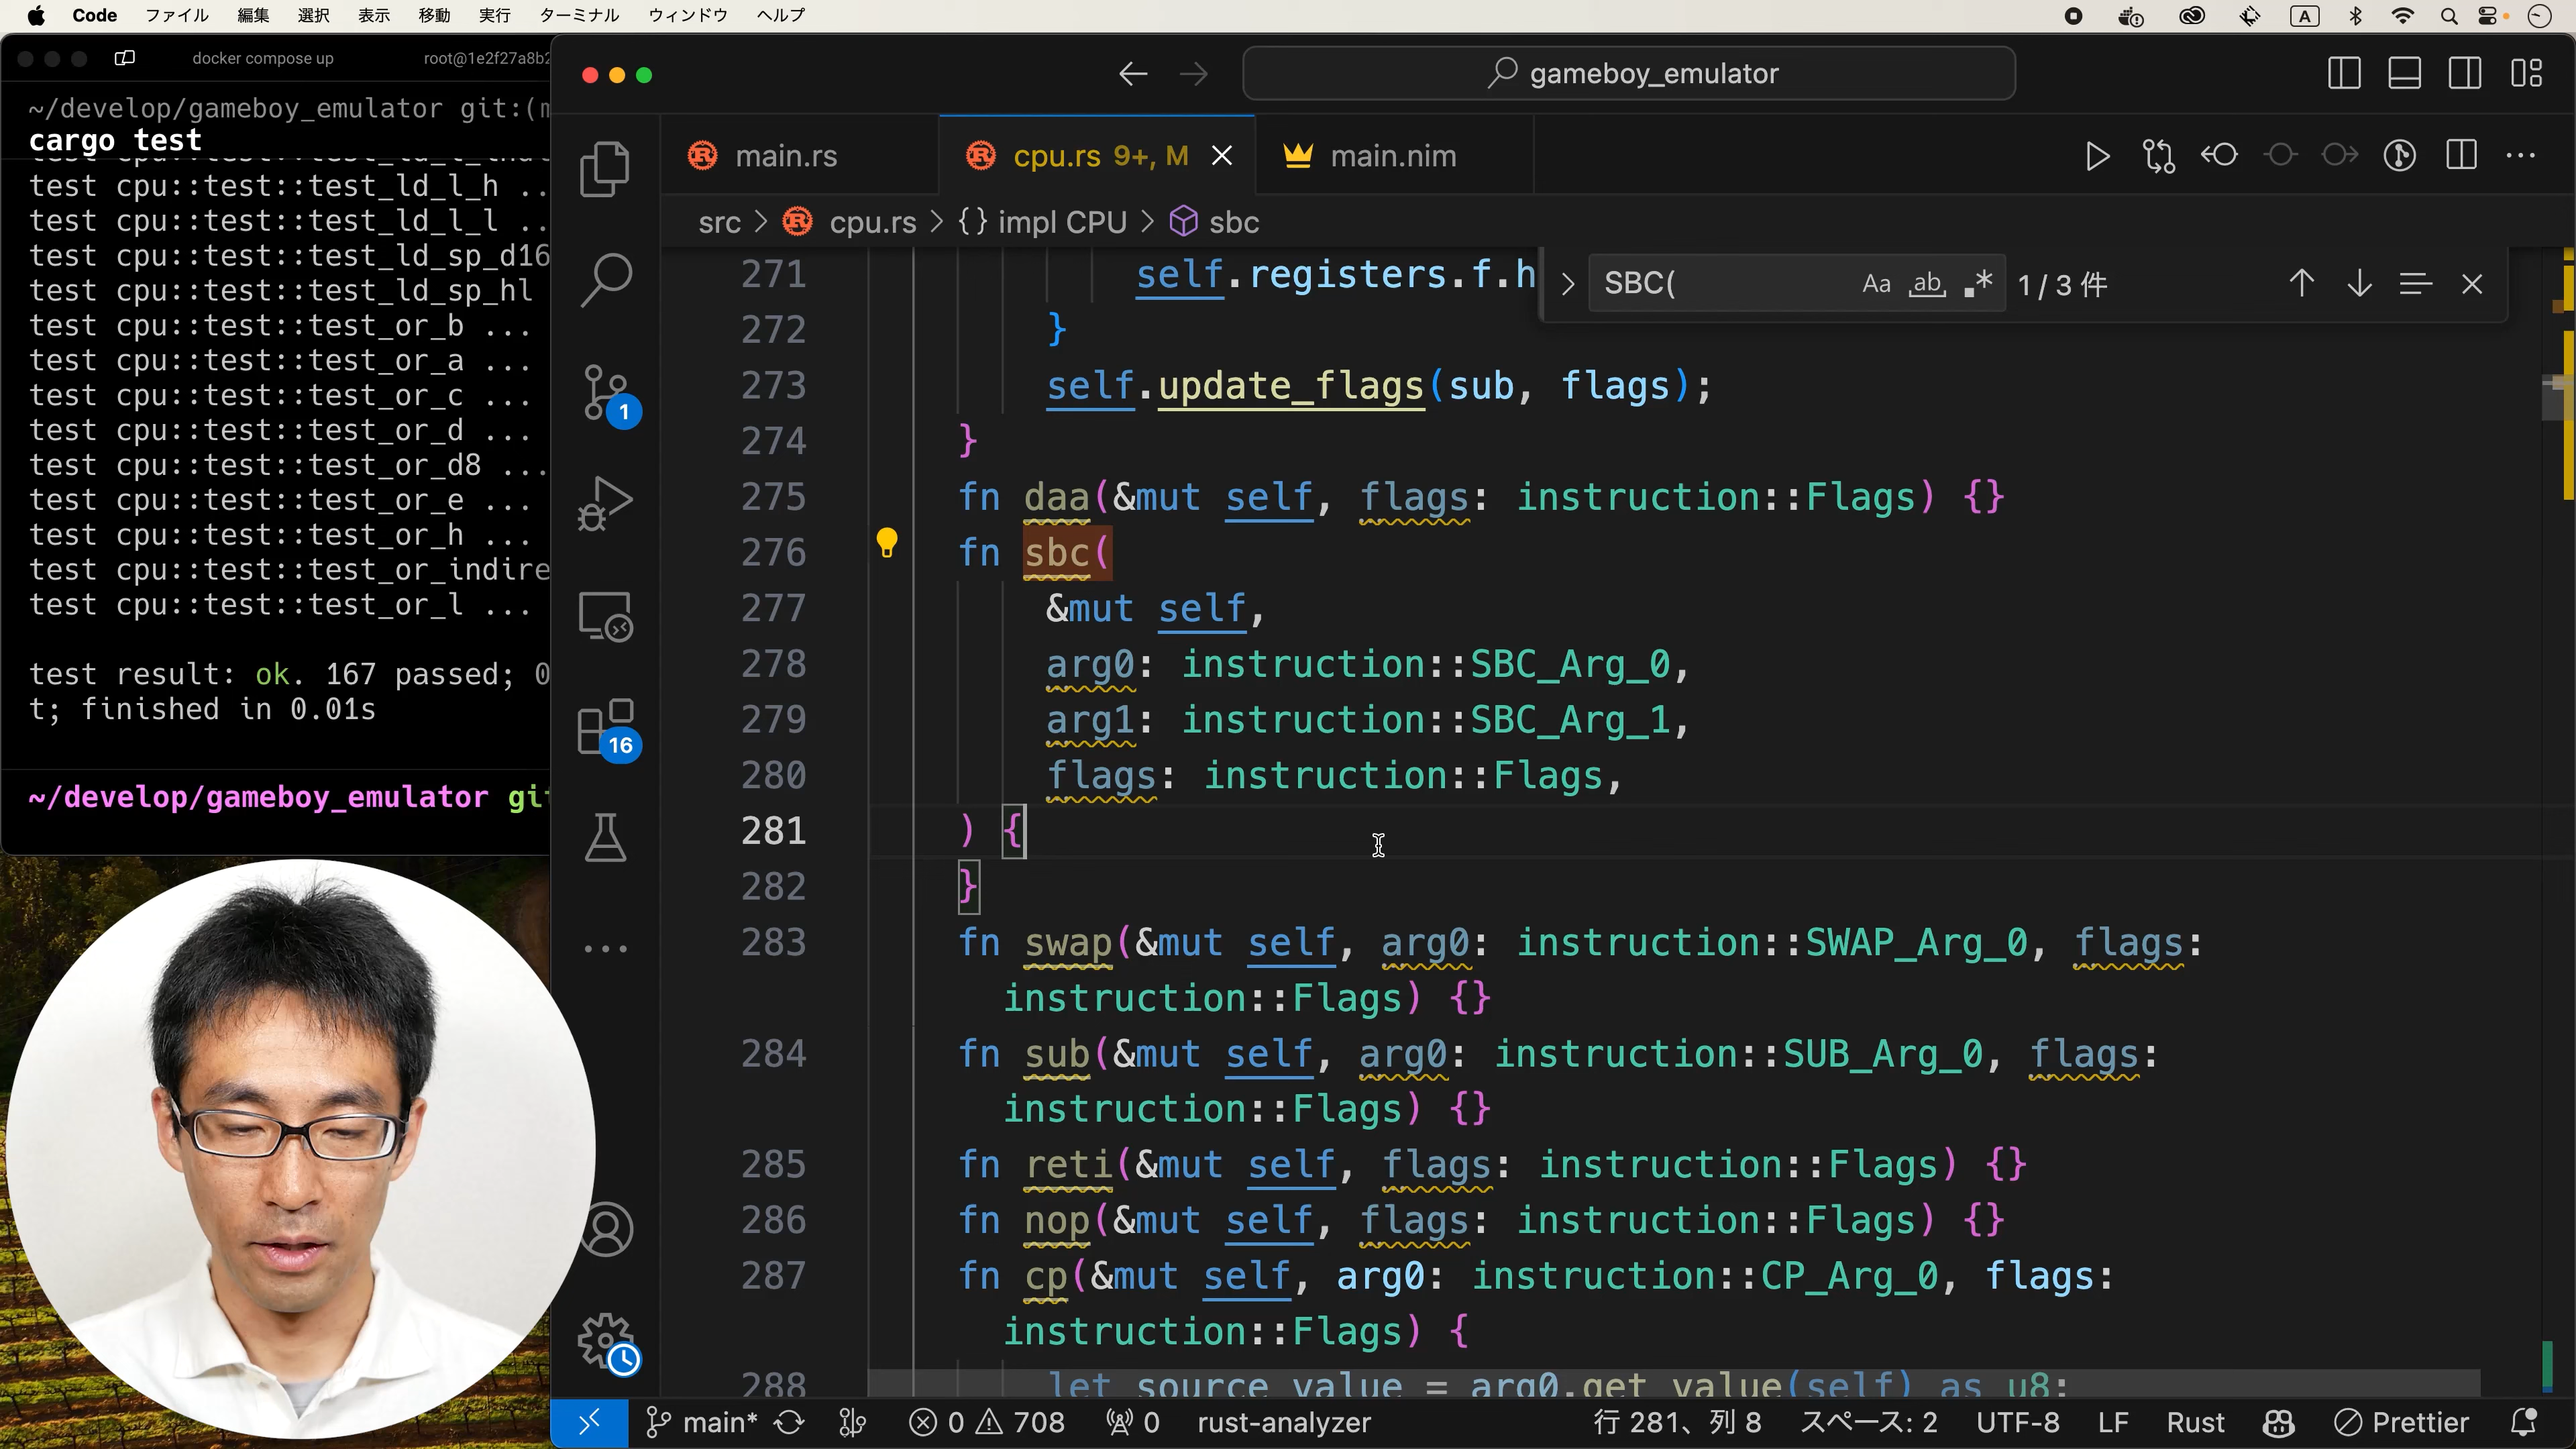 Code ファイル 編集 選択 表示 移動 実行 ターミナル ウィンドウ ヘルプ A
docker compose up root@1e2f27a8b2
~/develop/gameboy_emulator git:(m
cargo test
test cpu::test::test_ld_l_h ..
test cpu::test::test_ld_l_l ..
test cpu::test::test_ld_sp_d16
test cpu::test::test_ld_sp_hl
test cpu::test::test_or_b ...
test cpu::test::test_or_a ...
test cpu::test::test_or_c ...
test cpu::test::test_or_d ...
test cpu::test::test_or_d8 ...
test cpu::test::test_or_e ...
test cpu::test::test_or_h ...
test cpu::test::test_or_indire
test cpu::test::test_or_l ...
test result: ok. 167 passed; 0
t; finished in 0.01s
~/develop/gameboy_emulator git
gameboy_emulator
main.rs cpu.rs 9+, M main.nim
src > cpu.rs > {} impl CPU > sbc
SBC( Aa ab .* 1 / 3 件
1
16
271 self.registers.f.h
272 }
273 self.update_flags(sub, flags);
274 }
275 fn daa(&mut self, flags: instruction::Flags) {}
276 fn sbc(
277 &mut self,
278 arg0: instruction::SBC_Arg_0,
279 arg1: instruction::SBC_Arg_1,
280 flags: instruction::Flags,
281 ) {
282 }
283 fn swap(&mut self, arg0: instruction::SWAP_Arg_0, flags:
instruction::Flags) {}
284 fn sub(&mut self, arg0: instruction::SUB_Arg_0, flags:
instruction::Flags) {}
285 fn reti(&mut self, flags: instruction::Flags) {}
286 fn nop(&mut self, flags: instruction::Flags) {}
287 fn cp(&mut self, arg0: instruction::CP_Arg_0, flags:
instruction::Flags) {
288 let source_value = arg0.get_value(self) as u8;
main* 0 708 0 rust-analyzer 行 281、列 8 スペース: 2 UTF-8 LF Rust Prettier